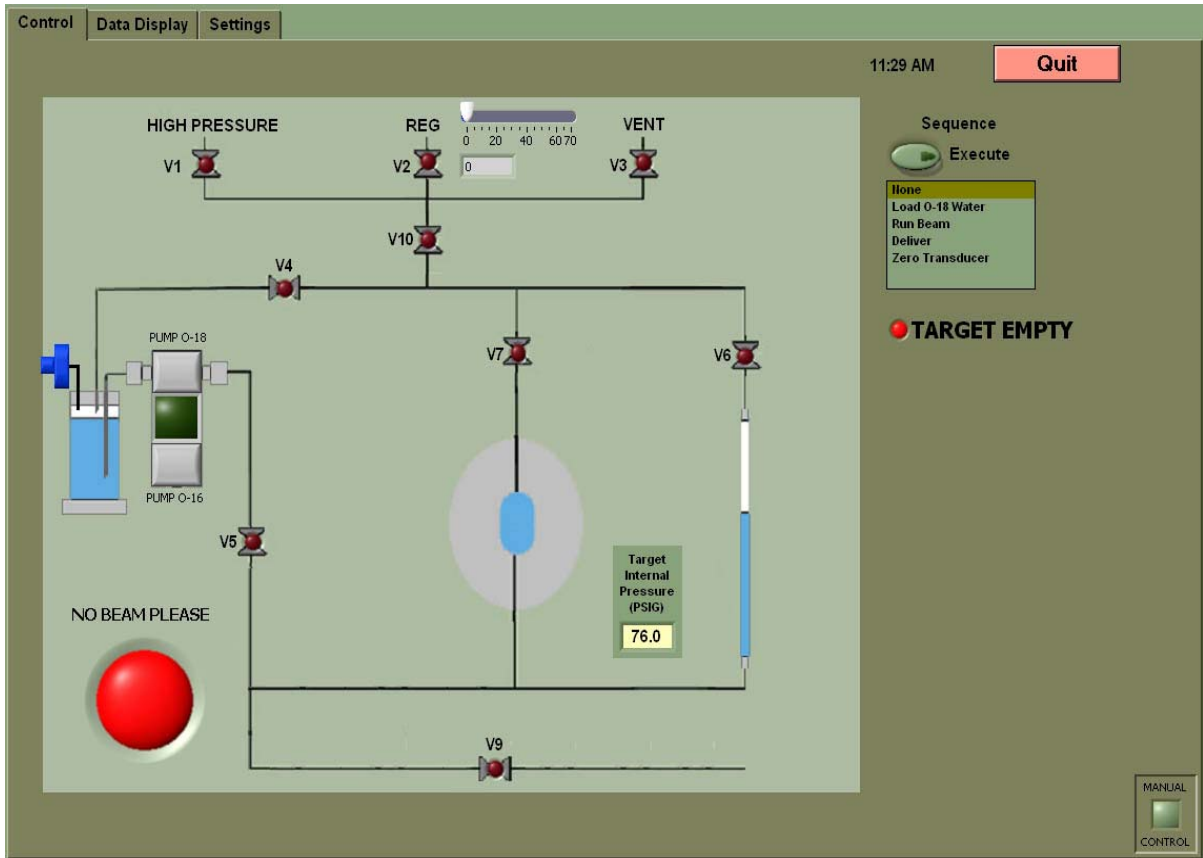 Control Data Display Settings
11:29 AM Quit
HIGH PRESSURE REG VENT
0 20 40 60 70
V1 V2 0 V3
V10
V4
PUMP O-18
V7 V6
PUMP O-16
V5
Target
Internal
Pressure
(PSIG)
76.0
NO BEAM PLEASE
V9
Sequence
Execute
None
Load O-18 Water
Run Beam
Deliver
Zero Transducer
TARGET EMPTY
MANUAL
CONTROL